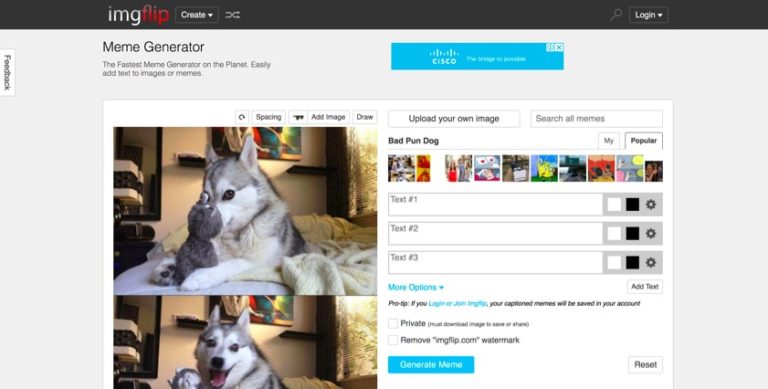 imgflip Create ▾ Login ▾
Feedback
Meme Generator
The Fastest Meme Generator on the Planet. Easily
add text to images or memes.
CISCO The bridge to possible
Spacing Add Image Draw
Upload your own image Search all memes
Bad Pun Dog My Popular
Text #1
Text #2
Text #3
More Options ▾ Add Text
Pro-tip: If you Login or Join Imgflip, your captioned memes will be saved in your account
Private (must download image to save or share)
Remove "imgflip.com" watermark
Generate Meme Reset